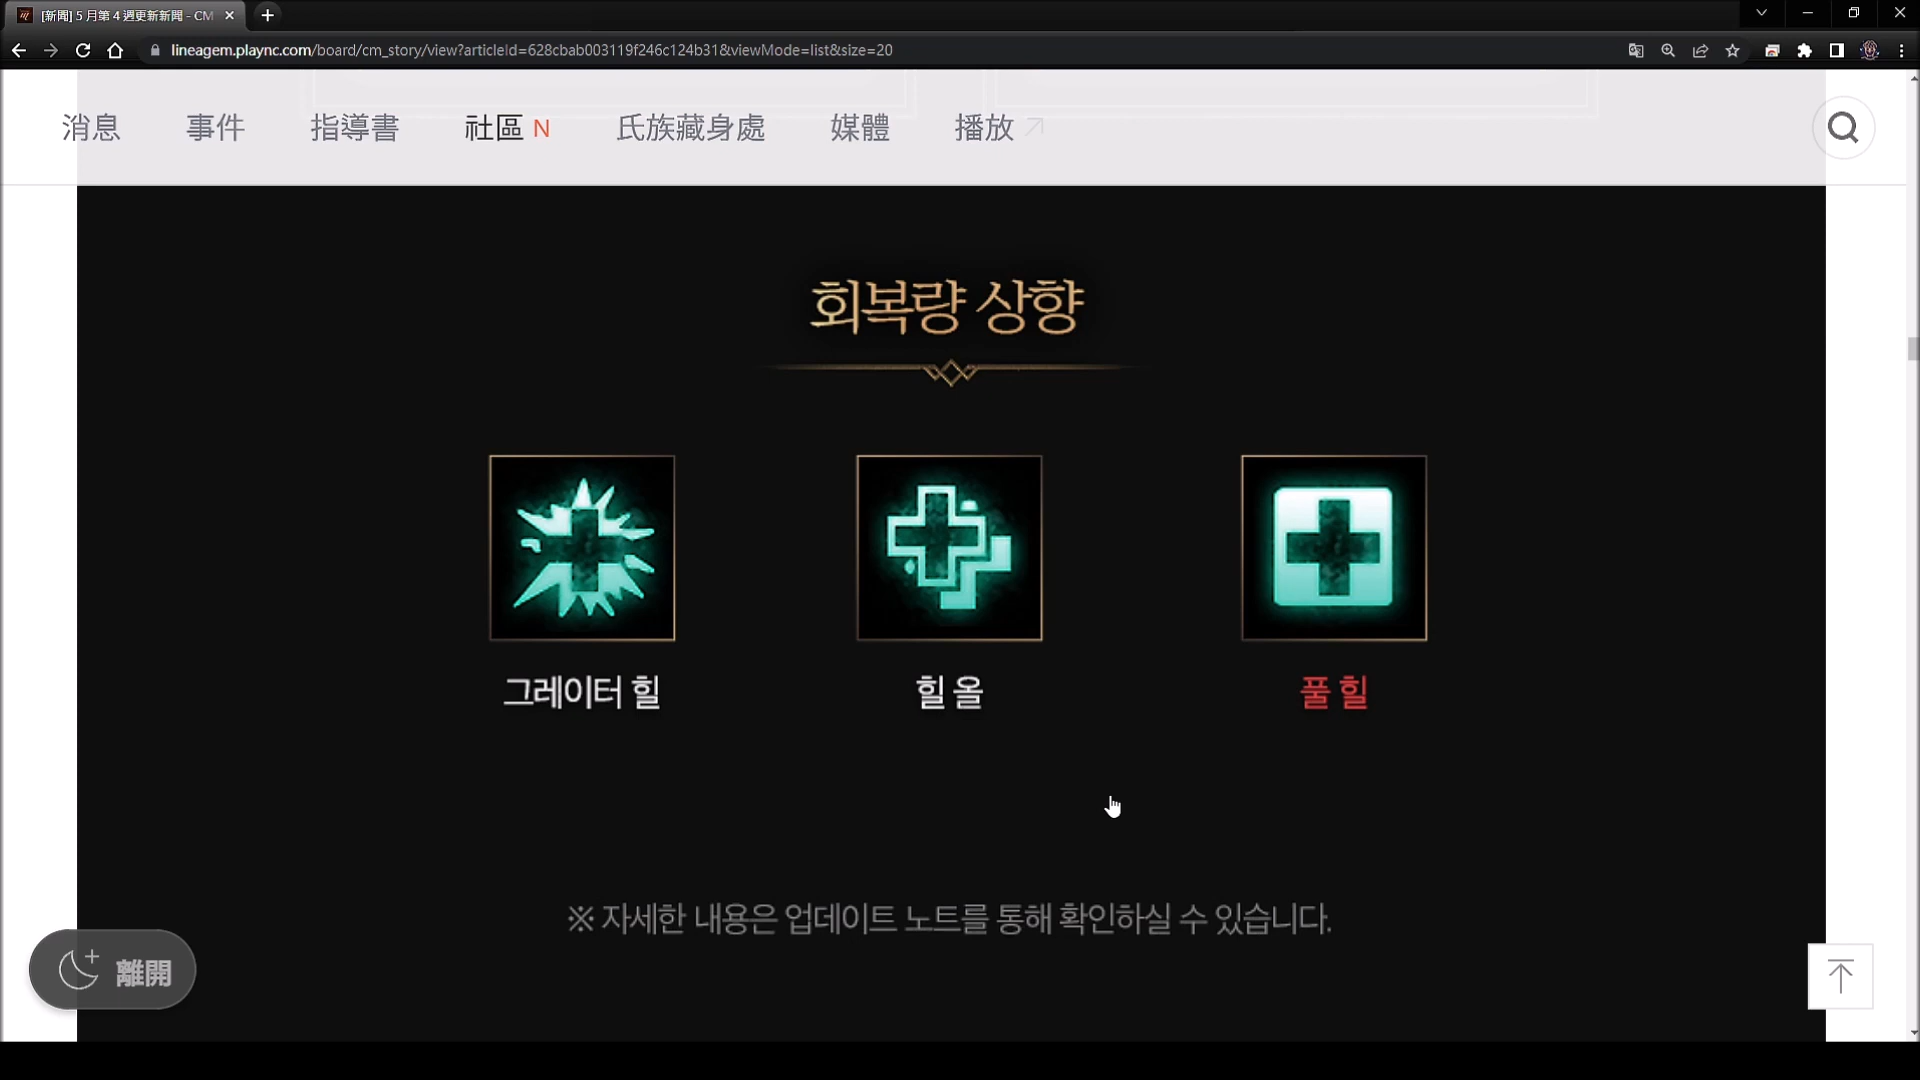 [新聞] 5 月第 4 週更新新聞 - CM
lineagem.plaync.com/board/cm_story/view?articleId=628cbab003119f246c124b31&viewMode=list&size=20
消息 事件 指導書 社區 N 氏族藏身處 媒體 播放
회복량 상향
그레이터 힐 힐 올 풀 힐
※ 자세한 내용은 업데이트 노트를 통해 확인하실 수 있습니다.
離開